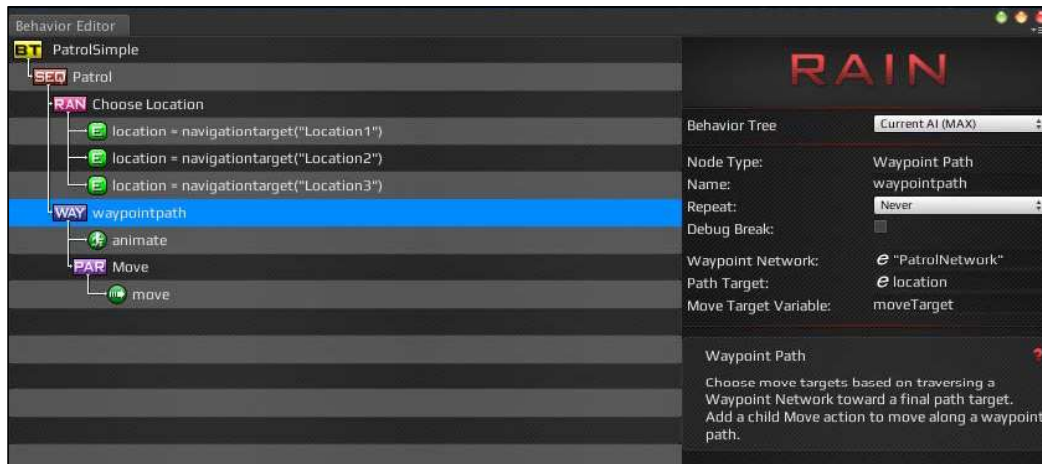 Behavior Editor
BT PatrolSimple
SEQ Patrol
RAN Choose Location
E location = navigationtarget("Location1")
E location = navigationtarget("Location2")
E location = navigationtarget("Location3")
WAY waypointpath
animate
PAR Move
move
RAIN
Behavior Tree Current AI (MAX)
Node Type: Waypoint Path
Name: waypointpath
Repeat: Never
Debug Break:
Waypoint Network: e "PatrolNetwork"
Path Target: e location
Move Target Variable: moveTarget
Waypoint Path ?
Choose move targets based on traversing a
Waypoint Network toward a final path target.
Add a child Move action to move along a waypoint
path.